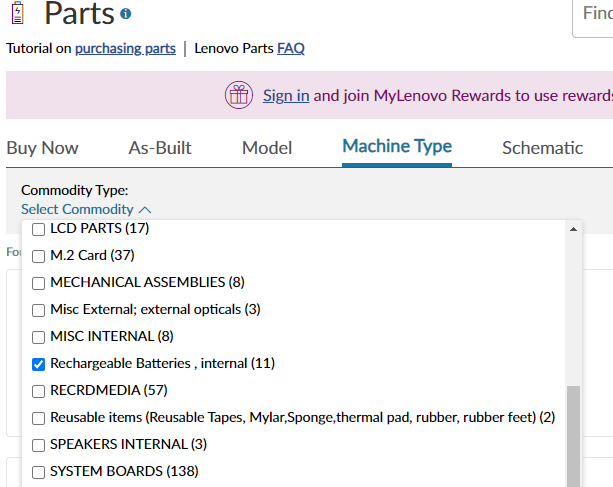 Parts
Find
Tutorial on purchasing parts | Lenovo Parts FAQ
Sign in and join MyLenovo Rewards to use rewards
Buy Now As-Built Model Machine Type Schematic
Commodity Type:
Select Commodity
Fo
LCD PARTS (17)
M.2 Card (37)
MECHANICAL ASSEMBLIES (8)
Misc External; external opticals (3)
MISC INTERNAL (8)
Rechargeable Batteries , internal (11)
RECRDMEDIA (57)
Reusable items (Reusable Tapes, Mylar,Sponge,thermal pad, rubber, rubber feet) (2)
SPEAKERS INTERNAL (3)
SYSTEM BOARDS (138)